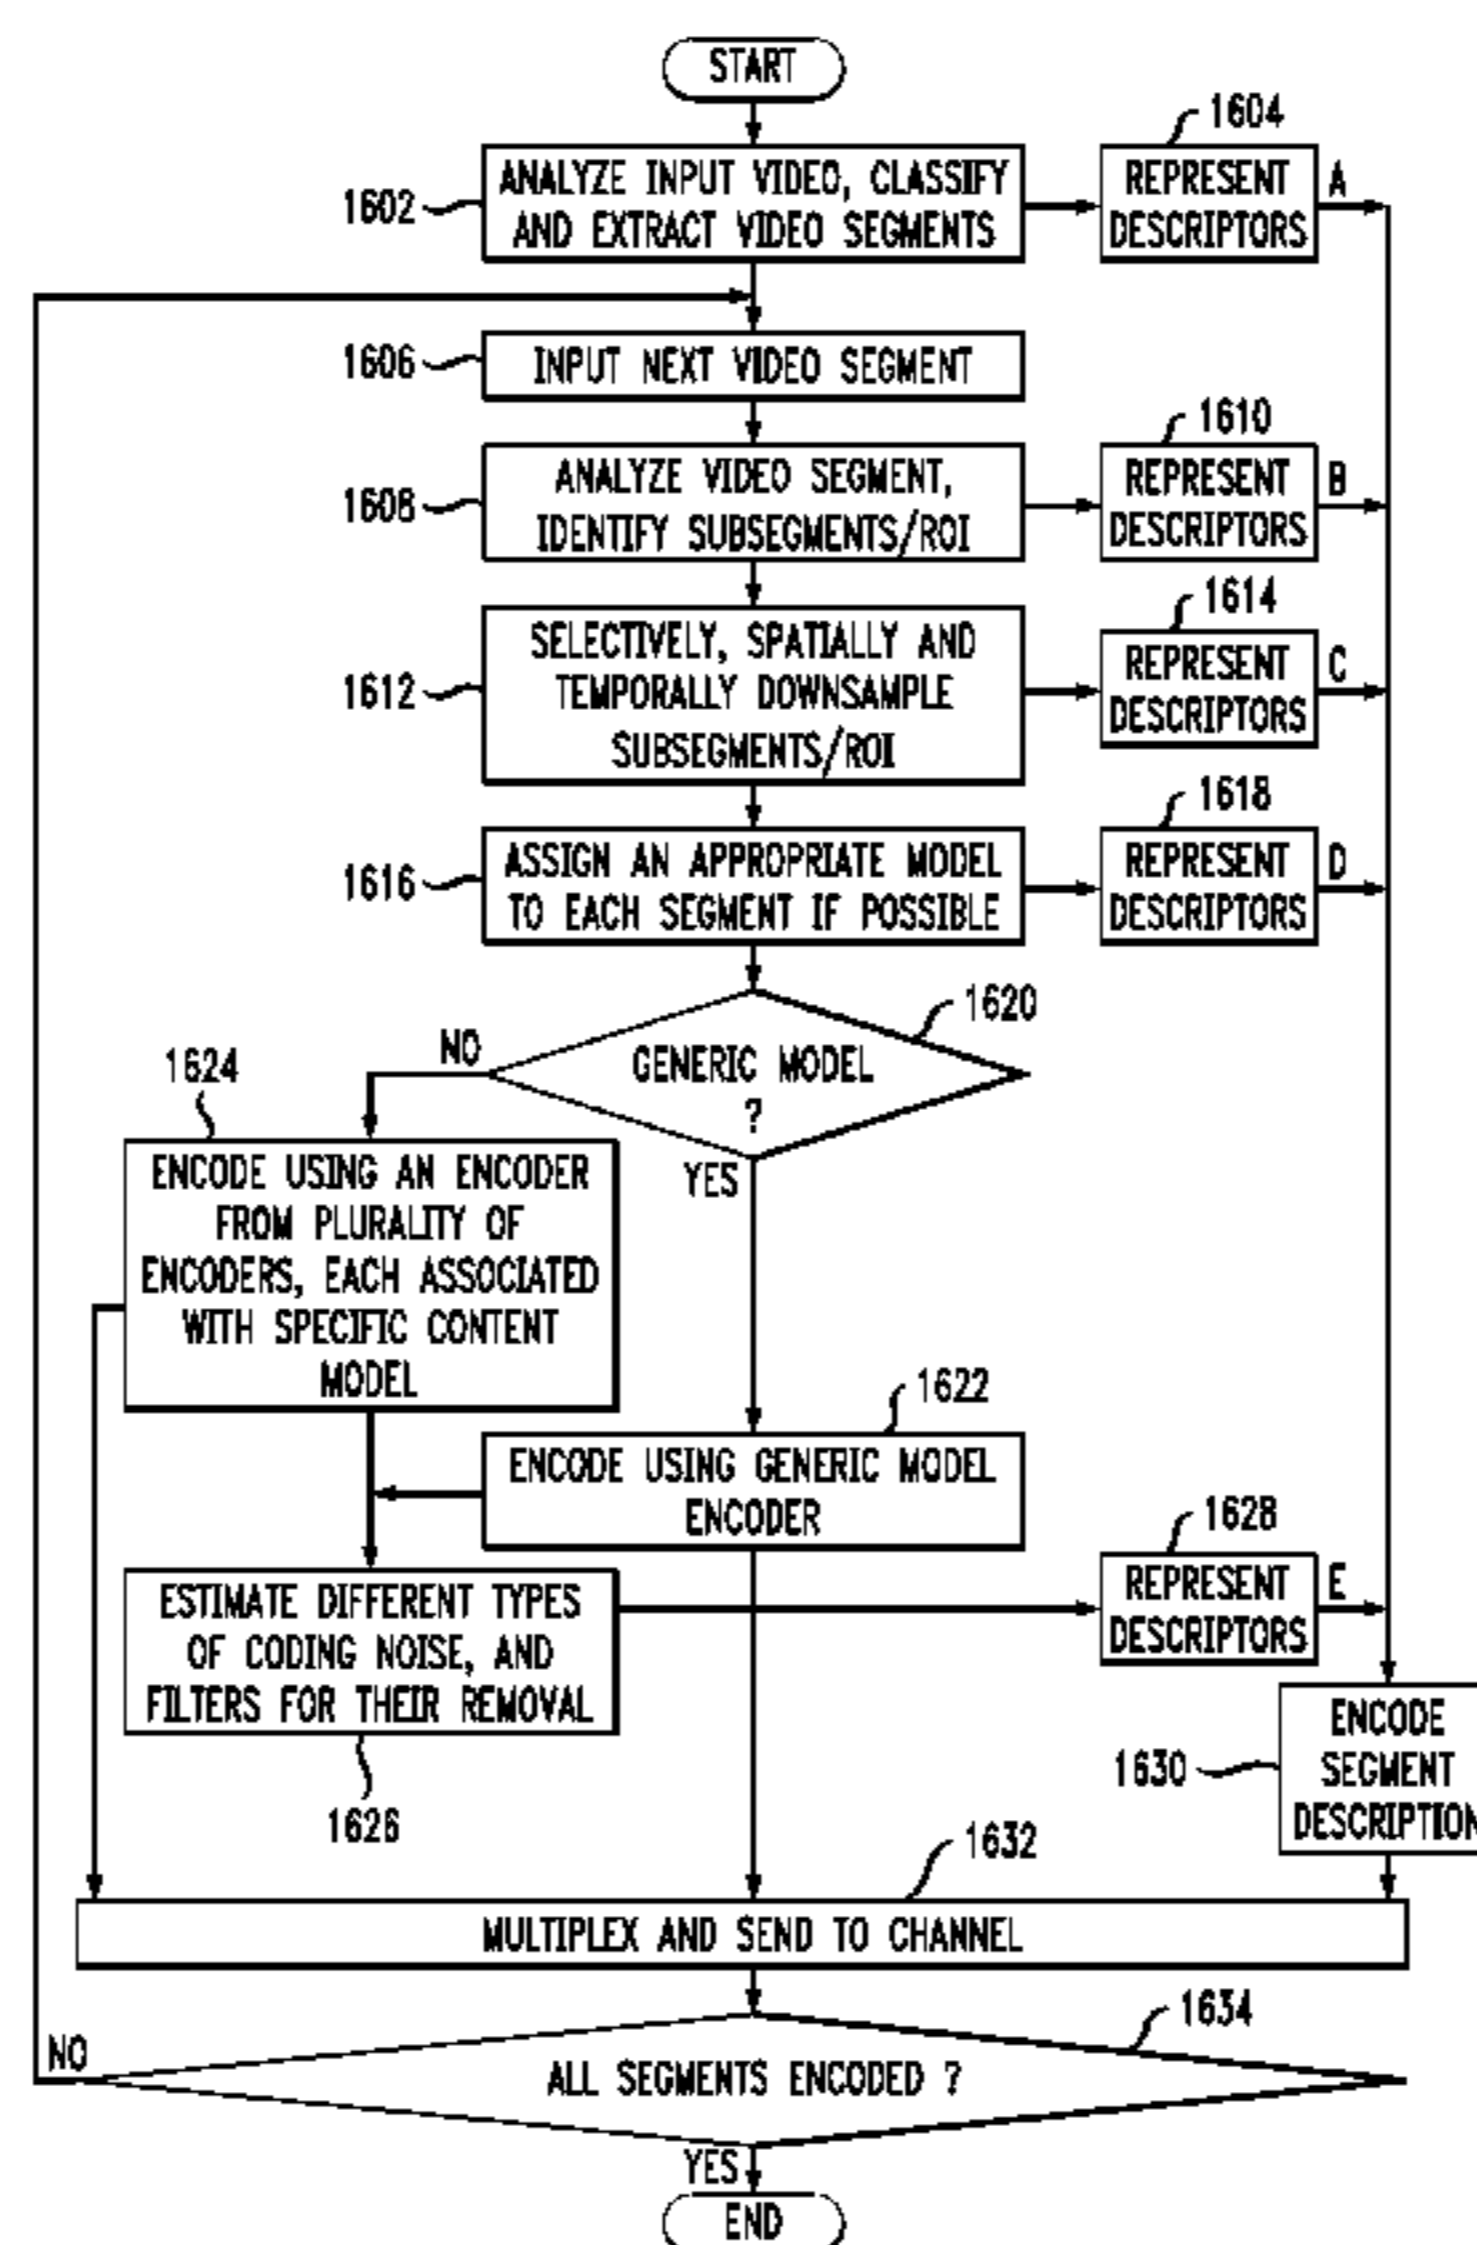 START
1604
1602
ANALYZE INPUT VIDEO, CLASSIFY
AND EXTRACT VIDEO SEGMENTS
REPRESENT
DESCRIPTORS
A
1606
INPUT NEXT VIDEO SEGMENT
1610
1608
ANALYZE VIDEO SEGMENT,
IDENTIFY SUBSEGMENTS/ROI
REPRESENT
DESCRIPTORS
B
1614
1612
SELECTIVELY, SPATIALLY AND
TEMPORALLY DOWNSAMPLE
SUBSEGMENTS/ROI
REPRESENT
DESCRIPTORS
C
1618
1616
ASSIGN AN APPROPRIATE MODEL
TO EACH SEGMENT IF POSSIBLE
REPRESENT
DESCRIPTORS
D
1620
GENERIC MODEL
?
NO
YES
1624
ENCODE USING AN ENCODER
FROM PLURALITY OF
ENCODERS, EACH ASSOCIATED
WITH SPECIFIC CONTENT
MODEL
1622
ENCODE USING GENERIC MODEL
ENCODER
1628
ESTIMATE DIFFERENT TYPES
OF CODING NOISE, AND
FILTERS FOR THEIR REMOVAL
1626
REPRESENT
DESCRIPTORS
E
1630
ENCODE
SEGMENT
DESCRIPTION
1632
MULTIPLEX AND SEND TO CHANNEL
1634
NO
ALL SEGMENTS ENCODED ?
YES
END